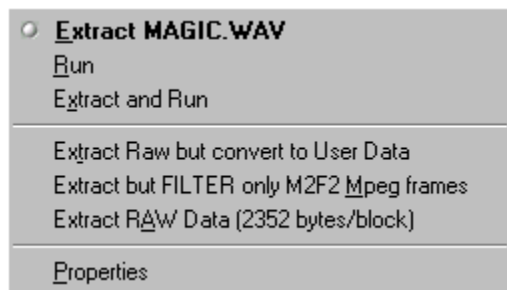 Extract MAGIC.WAV
Run
Extract and Run
Extract Raw but convert to User Data
Extract but FILTER only M2F2 Mpeg frames
Extract RAW Data (2352 bytes/block)
Properties